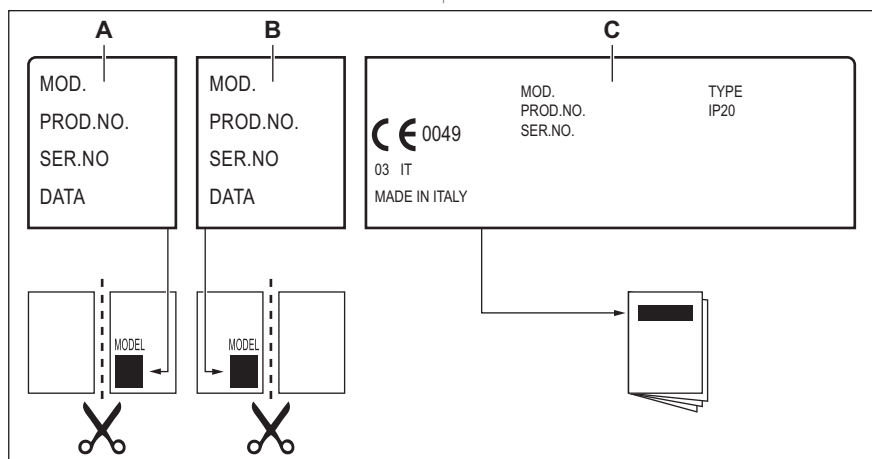 A
B
C
MOD.
PROD.NO.
SER.NO
DATA
MOD.
PROD.NO.
SER.NO
DATA
MOD.
PROD.NO.
SER.NO.
TYPE
IP20
CE 0049
03 IT
MADE IN ITALY
MODEL
MODEL